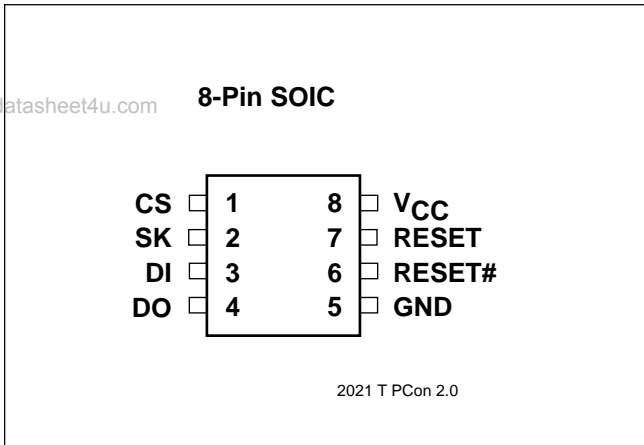 datasheet4u.com
8-Pin SOIC
CS 1 8 VCC
SK 2 7 RESET
DI 3 6 RESET#
DO 4 5 GND
2021 T PCon 2.0